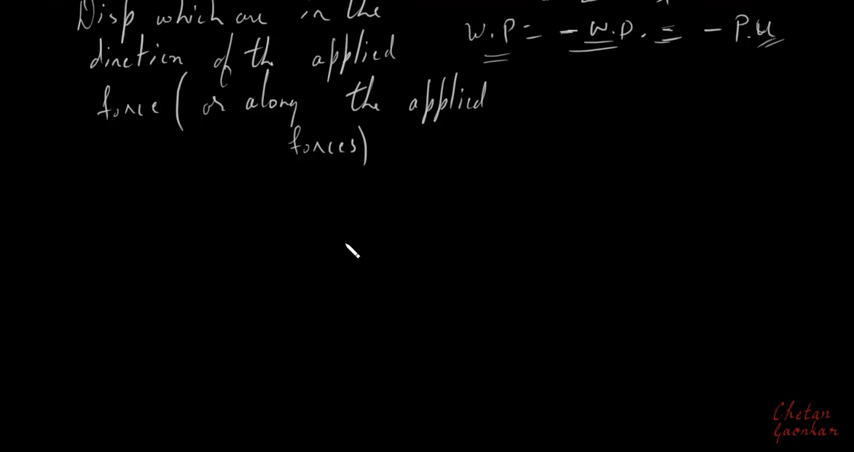 Disp which are in the
direction of the applied
force (or along the applied
forces)
W.P = - W.D. = - P.u
Chetan
Gaonkar